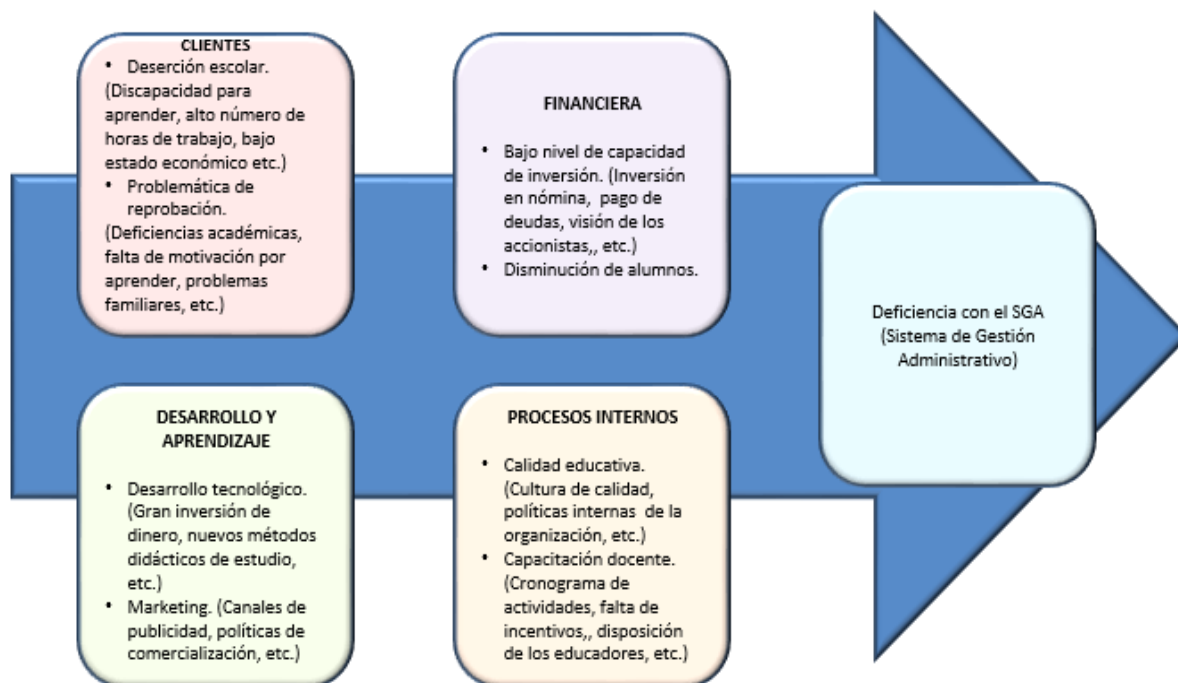 CLIENTES
• Deserción escolar.
(Discapacidad para
aprender, alto número de
horas de trabajo, bajo
estado económico etc.)
• Problemática de
reprobación.
(Deficiencias académicas,
falta de motivación por
aprender, problemas
familiares, etc.)
FINANCIERA
• Bajo nivel de capacidad
de inversión. (Inversión
en nómina, pago de
deudas, visión de los
accionistas,, etc.)
• Disminución de alumnos.
DESARROLLO Y
APRENDIZAJE
• Desarrollo tecnológico.
(Gran inversión de
dinero, nuevos métodos
didácticos de estudio,
etc.)
• Marketing. (Canales de
publicidad, políticas de
comercialización, etc.)
PROCESOS INTERNOS
• Calidad educativa.
(Cultura de calidad,
políticas internas de la
organización, etc.)
• Capacitación docente.
(Cronograma de
actividades, falta de
incentivos,, disposición
de los educadores, etc.)
Deficiencia con el SGA
(Sistema de Gestión
Administrativo)